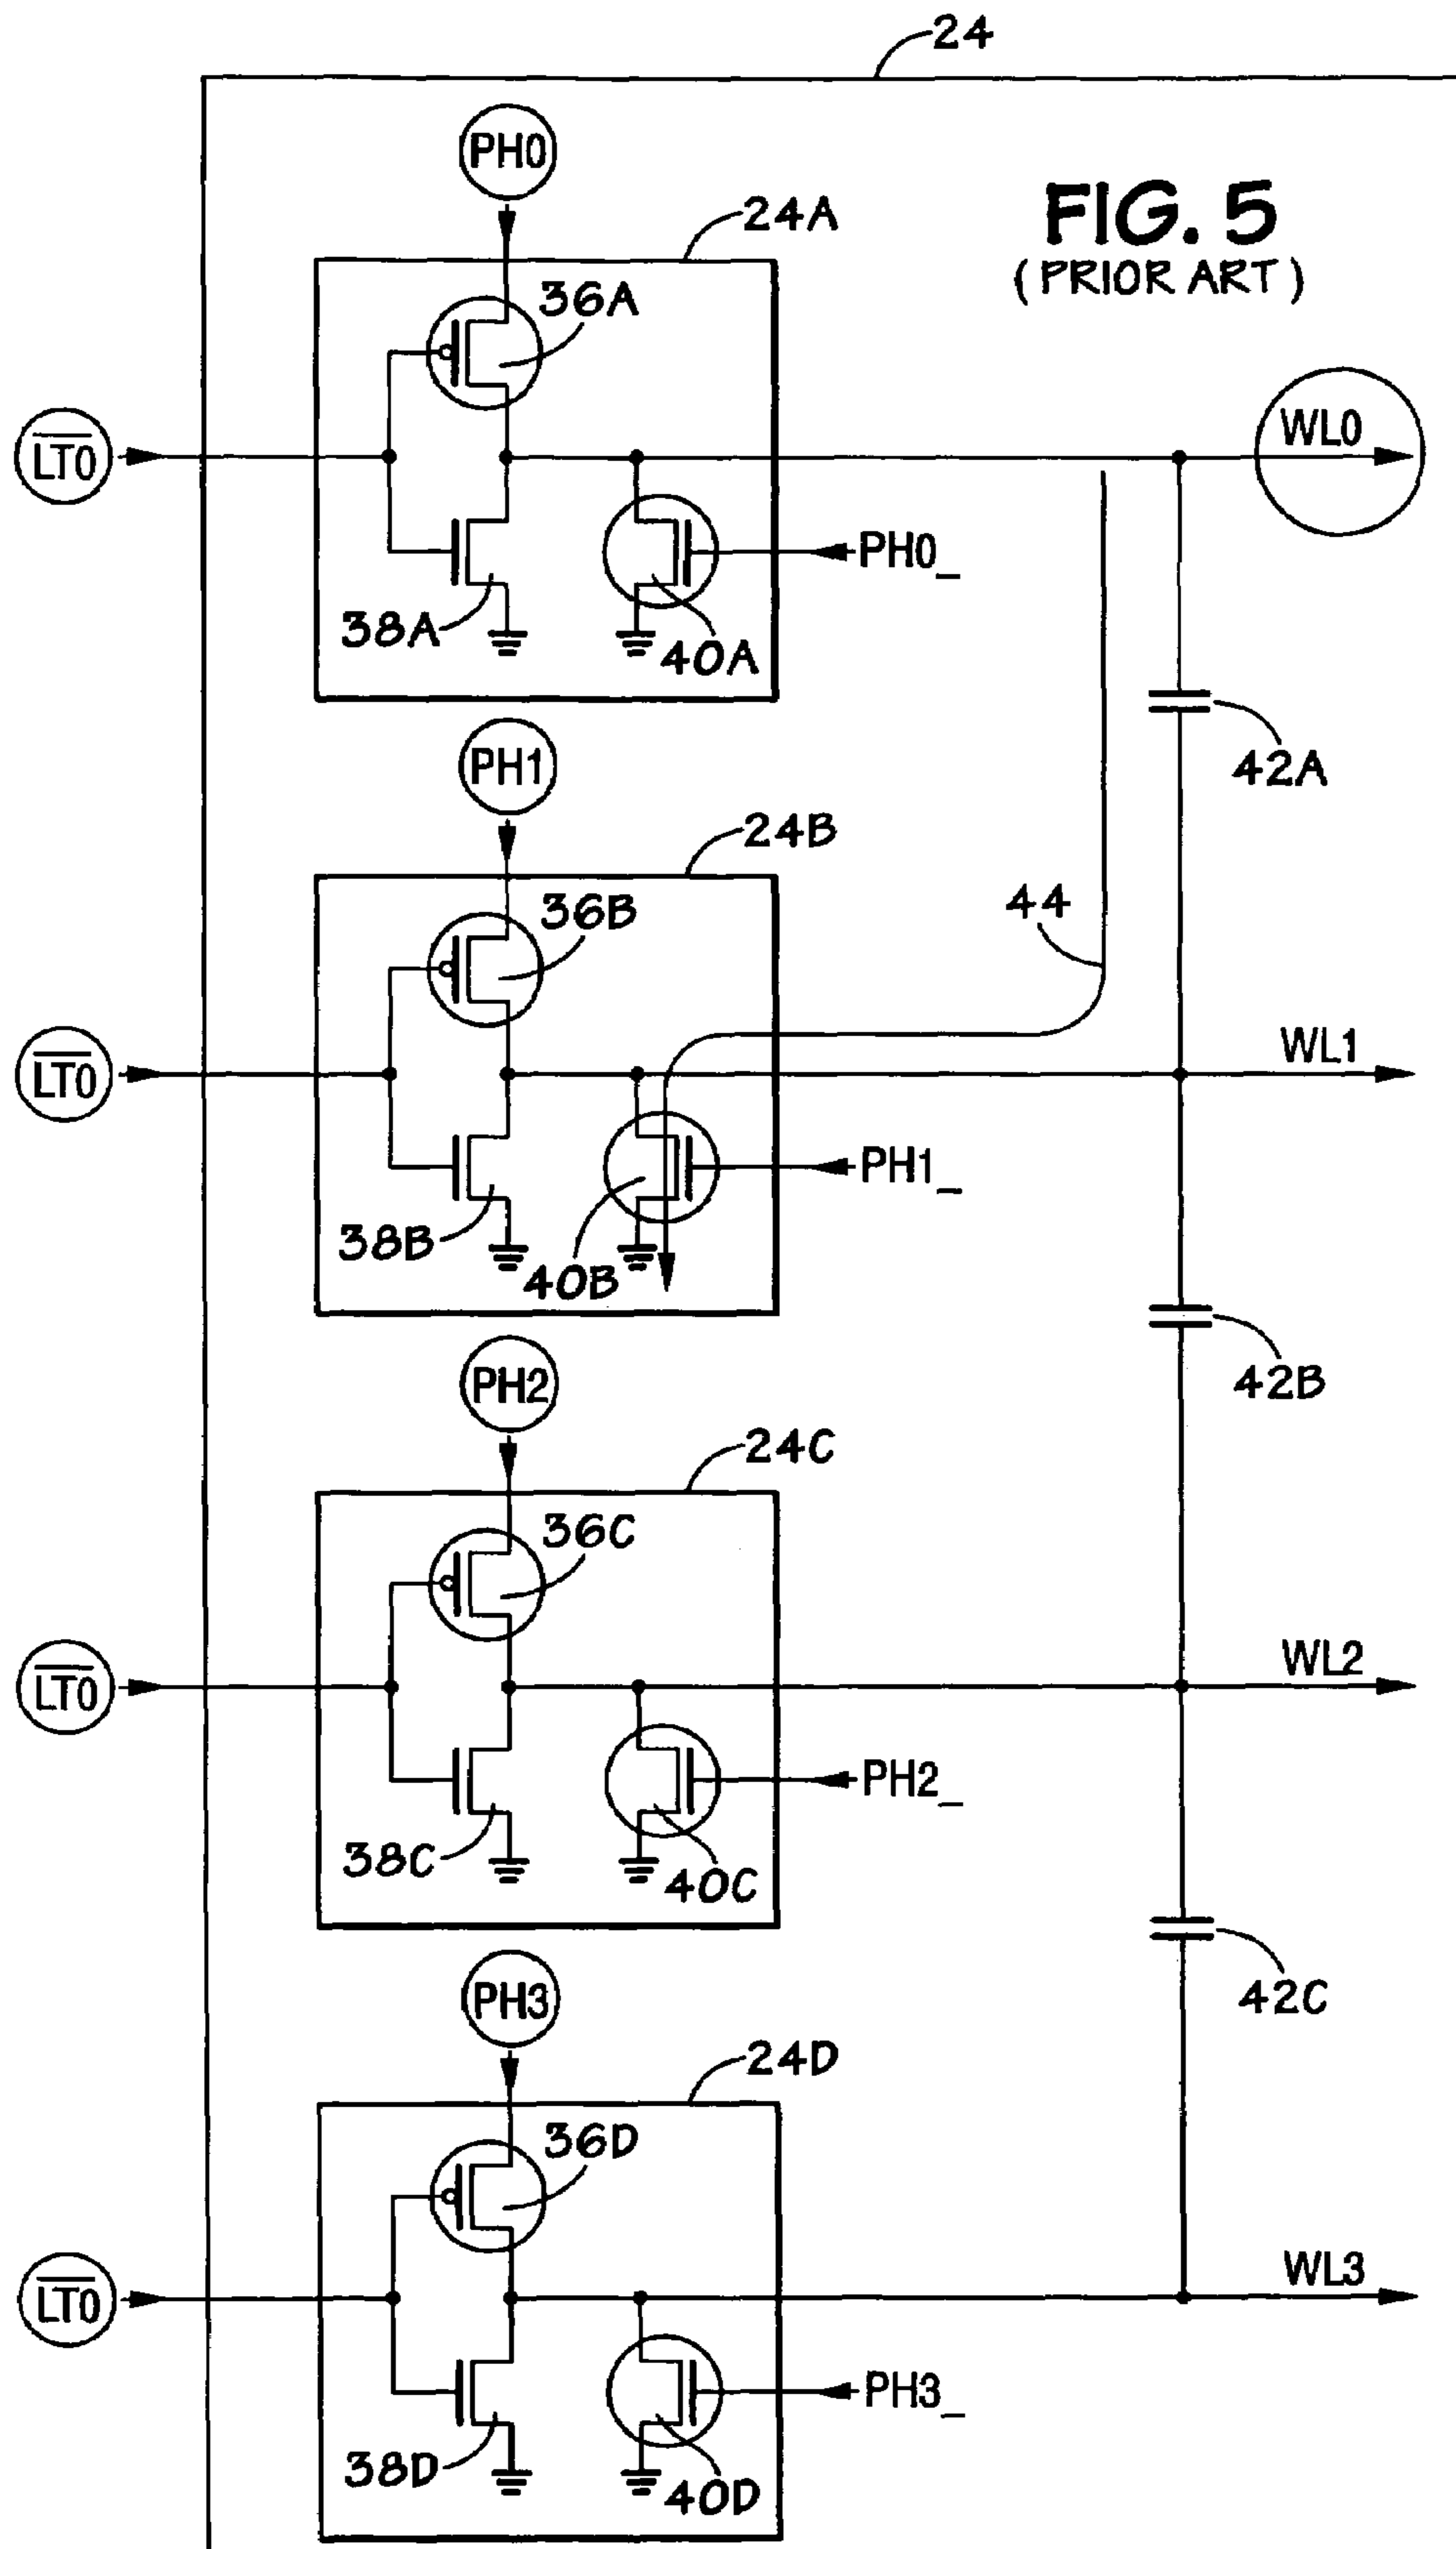 24
PH0
FIG. 5
(PRIOR ART)
24A
36A
LT0
WL0
PH0_
38A
40A
42A
PH1
24B
36B
44
LT0
WL1
PH1_
38B
40B
42B
PH2
24C
36C
LT0
WL2
PH2_
38C
40C
42C
PH3
24D
36D
LT0
WL3
PH3_
38D
40D